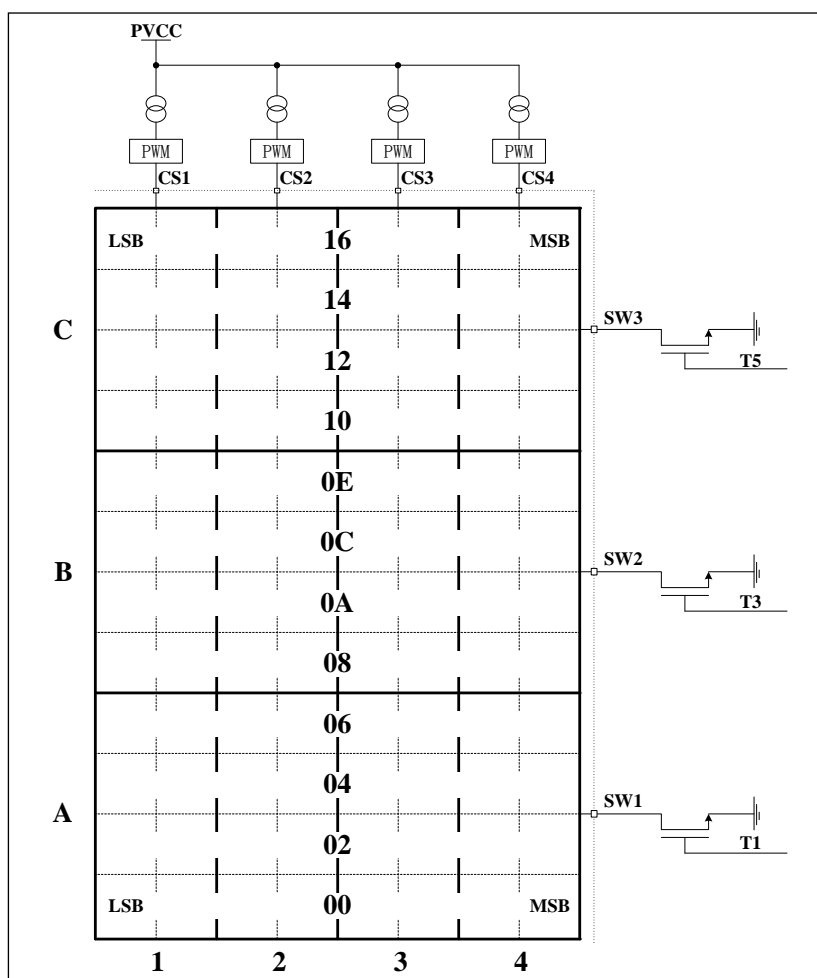 PVCC
PWM PWM PWM PWM
CS1 CS2 CS3 CS4
LSB 16 MSB
14
C SW3
12 T5
10
0E
0C
B SW2
0A T3
08
06
04
A SW1
02 T1
LSB 00 MSB
1 2 3 4